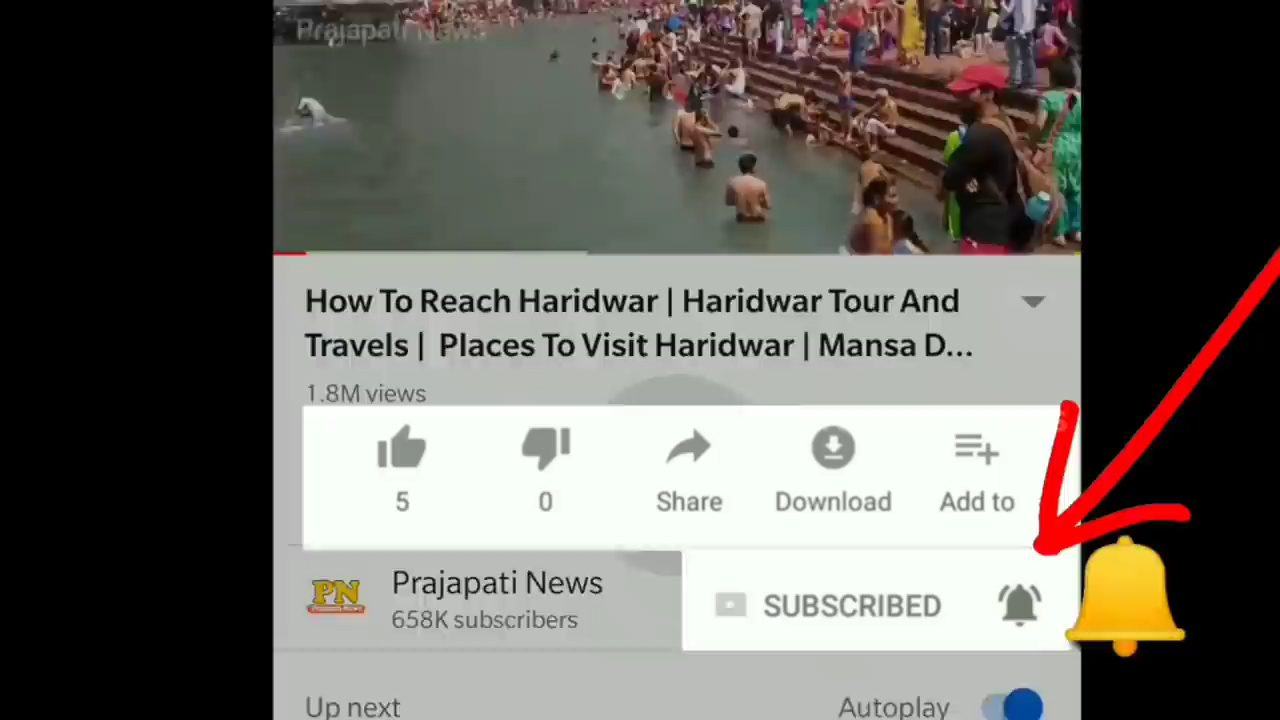 Prajapati News
How To Reach Haridwar | Haridwar Tour And
Travels | Places To Visit Haridwar | Mansa D...
1.8M views
5
0
Share
Download
Add to
PN
Prajapati News
658K subscribers
SUBSCRIBED
Up next
Autoplay